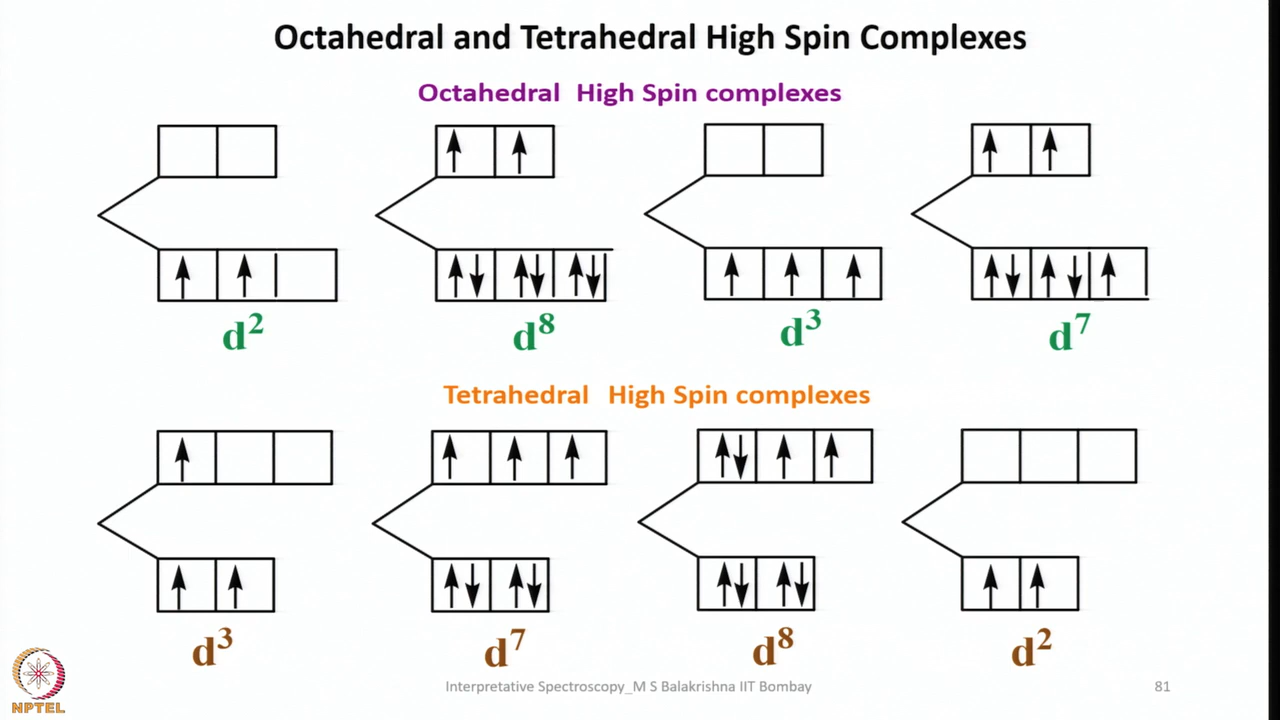 Octahedral and Tetrahedral High Spin Complexes
Octahedral High Spin complexes
d² d⁸ d³ d⁷
Tetrahedral High Spin complexes
d³ d⁷ d⁸ d²
Interpretative Spectroscopy_M S Balakrishna IIT Bombay 81
NPTEL